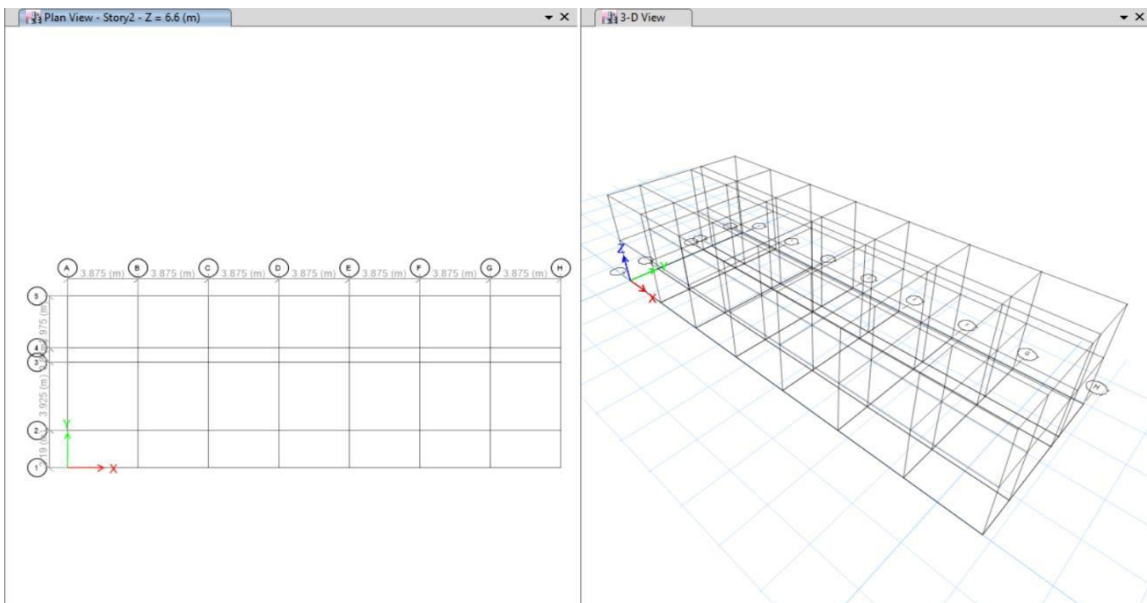 Plan View - Story2 - Z = 6.6 (m)
3-D View
A B C D E F G H
3.875 (m) 3.875 (m) 3.875 (m) 3.875 (m) 3.875 (m) 3.875 (m) 3.875 (m)
5
4
3
3.925 (m)
2
1
Y
X
Z
Y
X
G
H